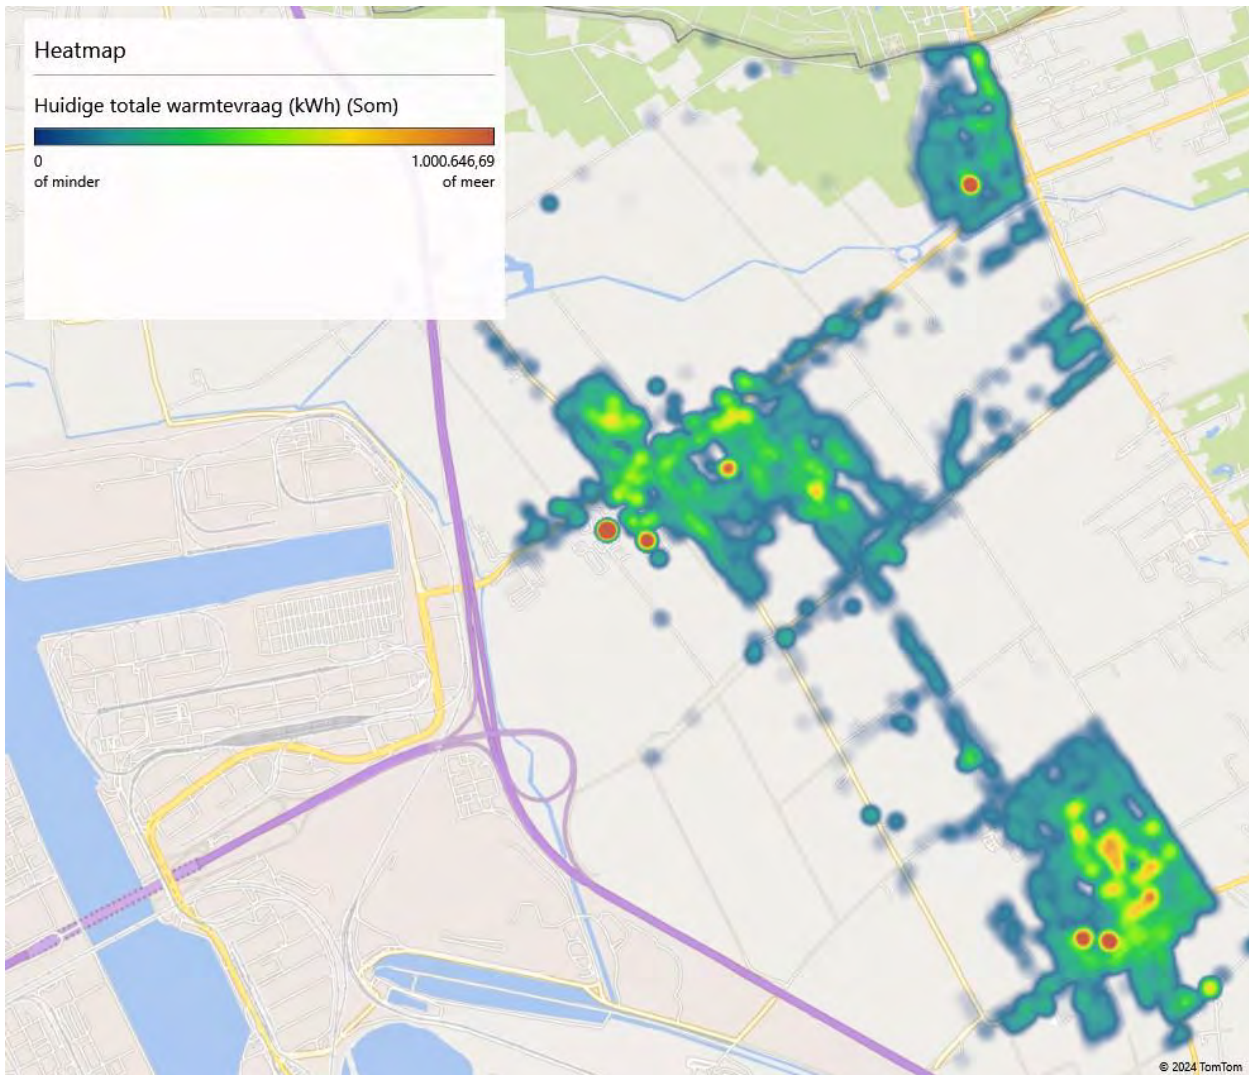 Heatmap
Huidige totale warmtevraag (kWh) (Som)
0
1.000.646,69
of minder
of meer
© 2024 TomTom